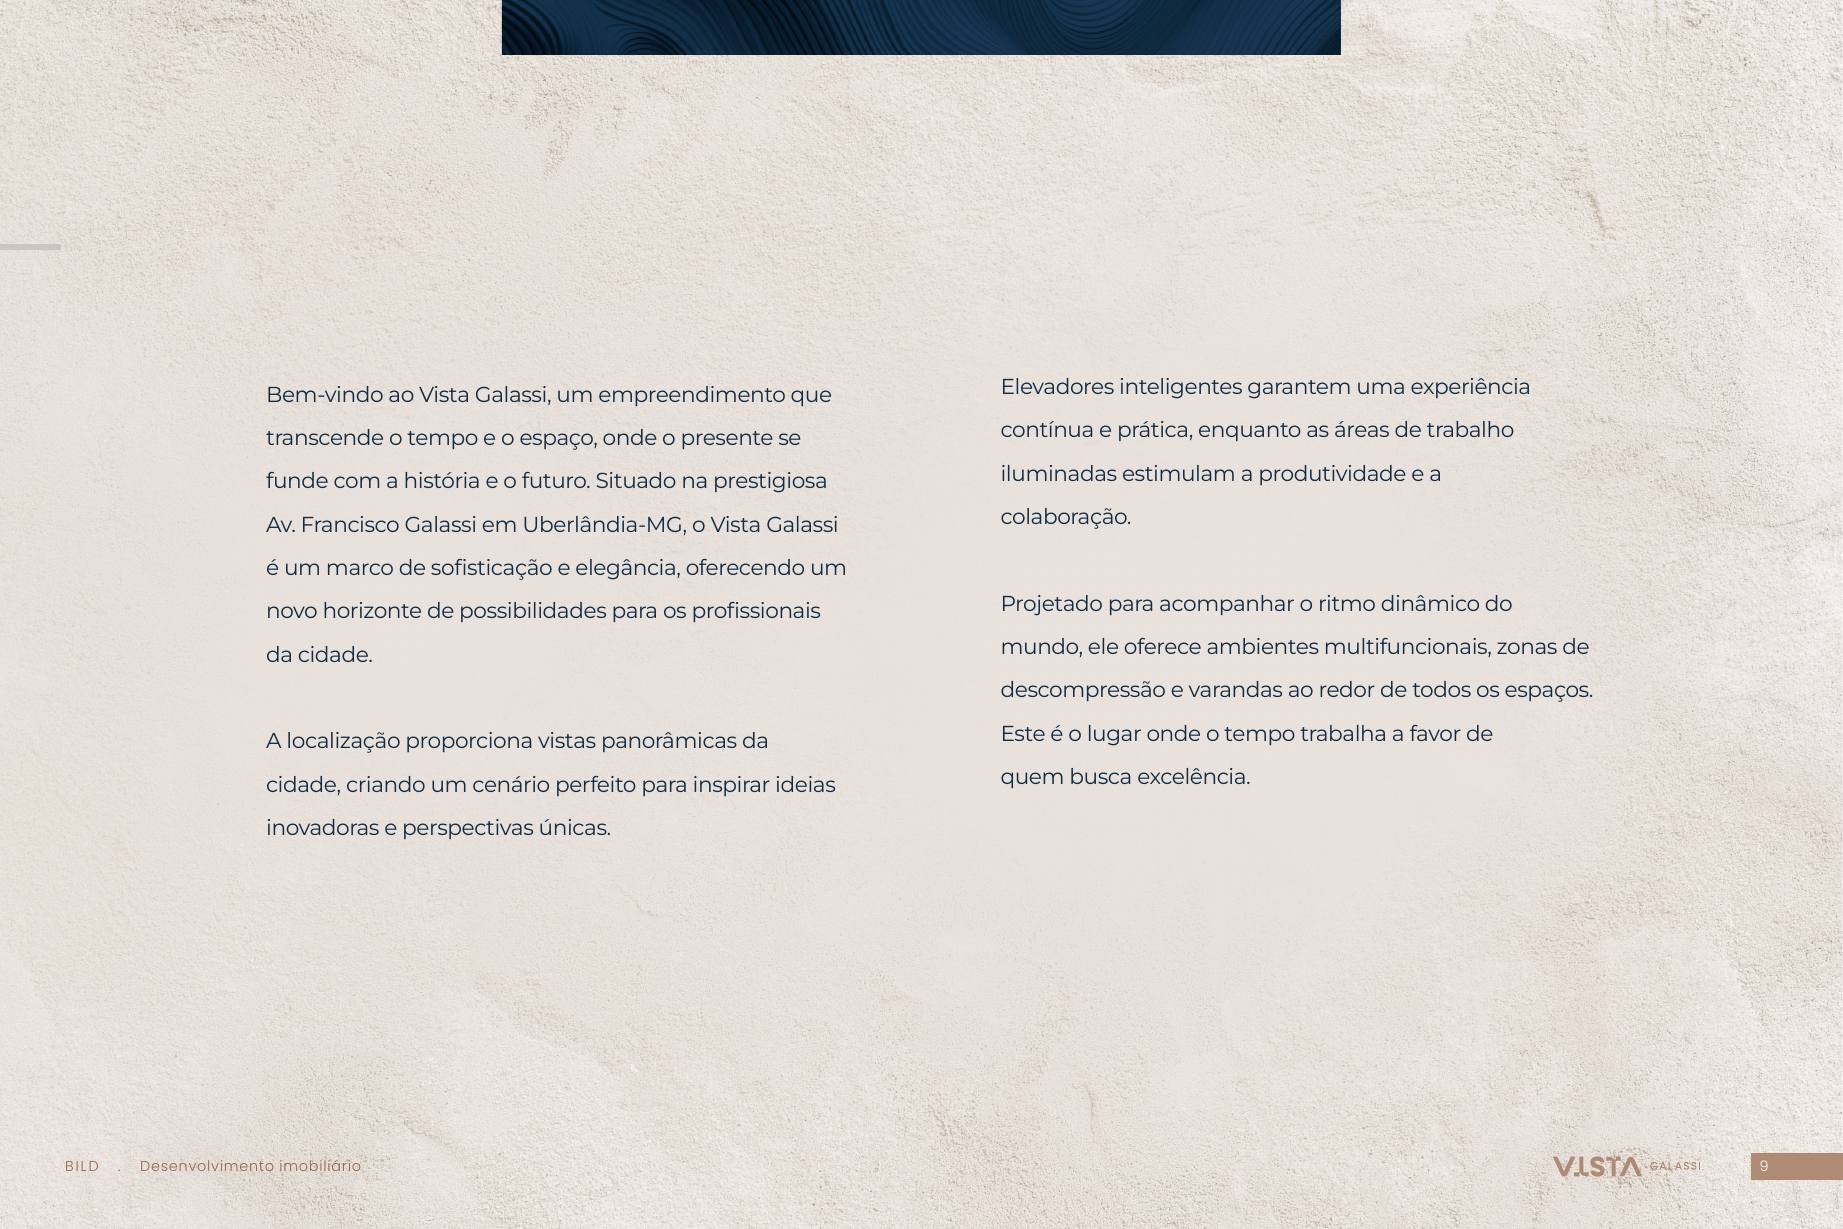 Bem-vindo ao Vista Galassi, um empreendimento que
transcende o tempo e o espaço, onde o presente se
funde com a história e o futuro. Situado na prestigiosa
Av. Francisco Galassi em Uberlândia-MG, o Vista Galassi
é um marco de sofisticação e elegância, oferecendo um
novo horizonte de possibilidades para os profissionais
da cidade.
A localização proporciona vistas panorâmicas da
cidade, criando um cenário perfeito para inspirar ideias
inovadoras e perspectivas únicas.
Elevadores inteligentes garantem uma experiência
contínua e prática, enquanto as áreas de trabalho
iluminadas estimulam a produtividade e a
colaboração.
Projetado para acompanhar o ritmo dinâmico do
mundo, ele oferece ambientes multifuncionais, zonas de
descompressão e varandas ao redor de todos os espaços.
Este é o lugar onde o tempo trabalha a favor de
quem busca excelência.
BILD . Desenvolvimento imobiliário
VISTA GALASSI
9